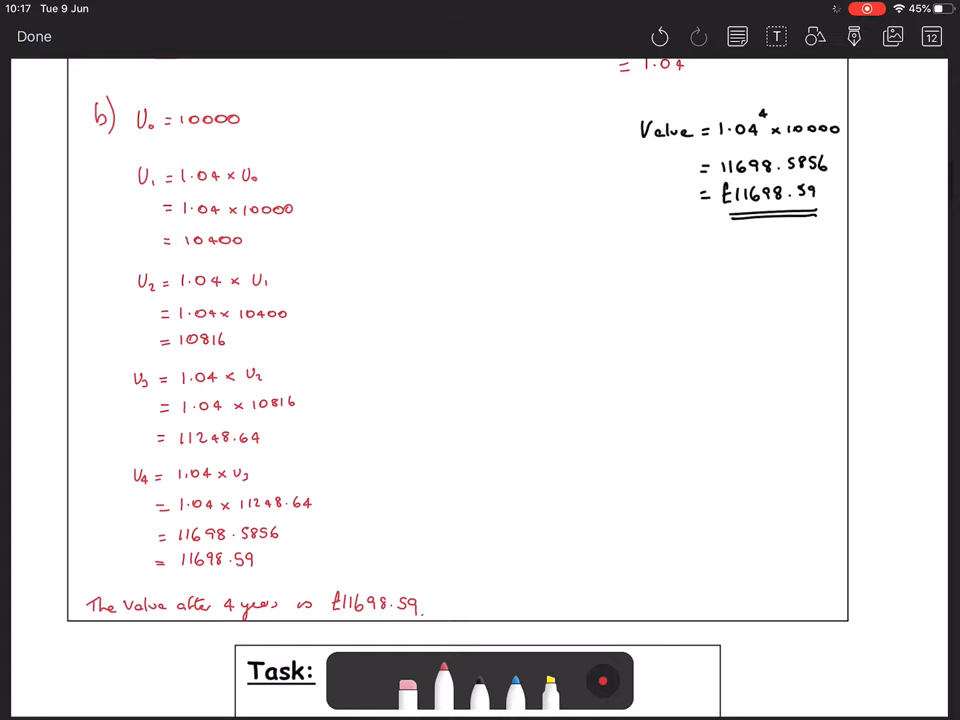 10:17 Tue 9 Jun
45%
Done
T
12
= 1.04
b) U₀ = 10000
Value = 1.04⁴ × 10000
= 11698.5856
= £11698.59
U₁ = 1.04 × U₀
= 1.04 × 10000
= 10400
U₂ = 1.04 × U₁
= 1.04 × 10400
= 10816
U₃ = 1.04 × U₂
= 1.04 × 10816
= 11248.64
U₄ = 1.04 × U₃
= 1.04 × 11248.64
= 11698.5856
= 11698.59
The Value after 4 years is £11698.59.
Task: